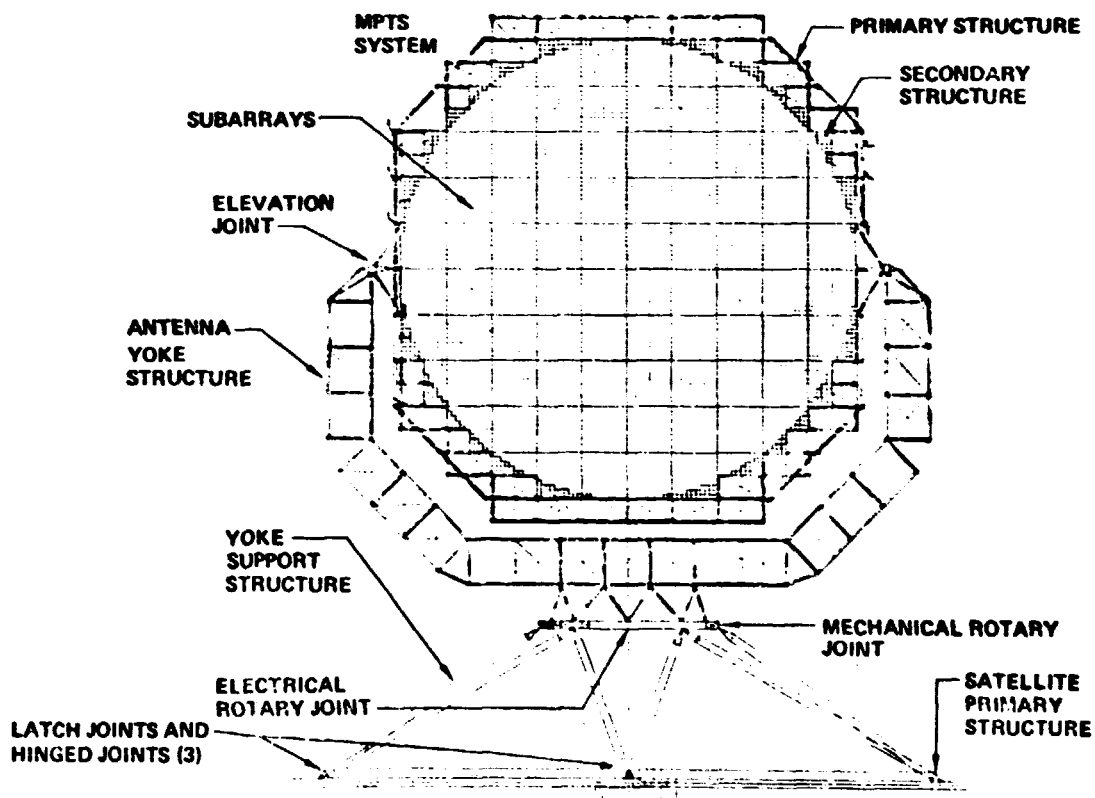 MPTS
SYSTEM
PRIMARY STRUCTURE
SECONDARY
STRUCTURE
SUBARRAYS
ELEVATION
JOINT
ANTENNA
YOKE
STRUCTURE
YOKE
SUPPORT
STRUCTURE
MECHANICAL ROTARY
JOINT
ELECTRICAL
ROTARY JOINT
SATELLITE
PRIMARY
STRUCTURE
LATCH JOINTS AND
HINGED JOINTS (3)